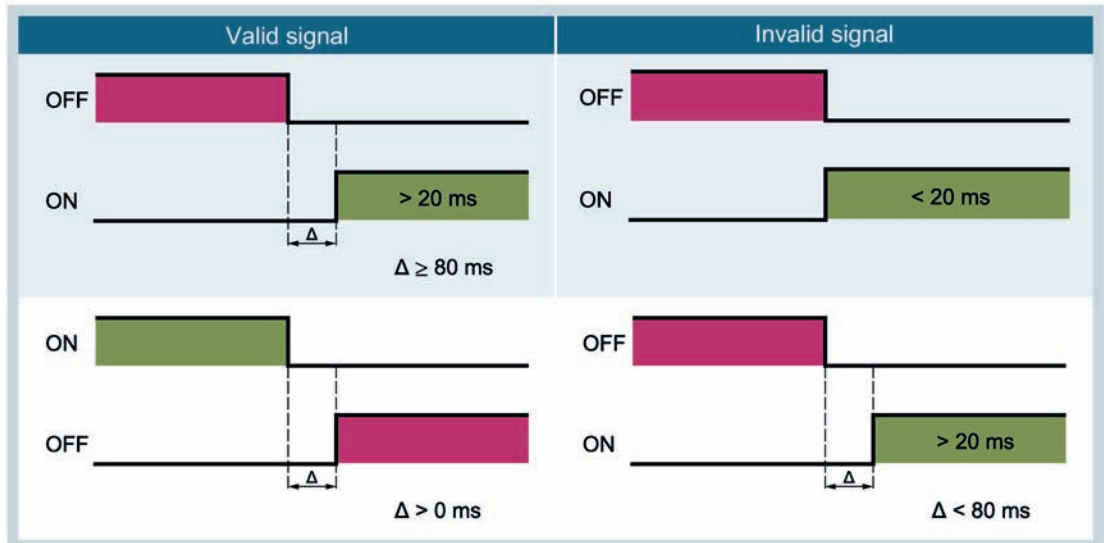 Valid signal
Invalid signal
OFF
ON
> 20 ms
Δ
Δ ≥ 80 ms
OFF
ON
< 20 ms
ON
OFF
Δ
Δ > 0 ms
OFF
ON
> 20 ms
Δ
Δ < 80 ms